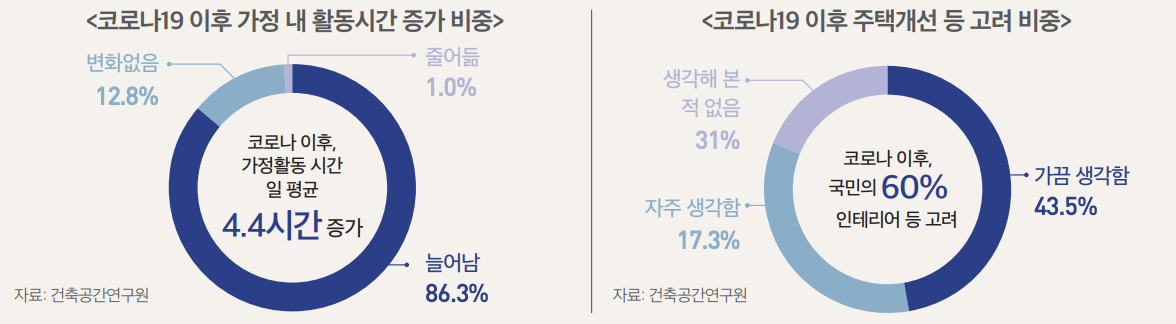 <코로나19 이후 가정 내 활동시간 증가 비중>
변화없음
12.8%
줄어듦
1.0%
코로나 이후,
가정활동 시간
일 평균
4.4시간 증가
늘어남
86.3%
자료: 건축공간연구원
<코로나19 이후 주택개선 등 고려 비중>
생각해 본
적 없음
31%
코로나 이후,
국민의 60%
인테리어 등 고려
가끔 생각함
43.5%
자주 생각함
17.3%
자료: 건축공간연구원